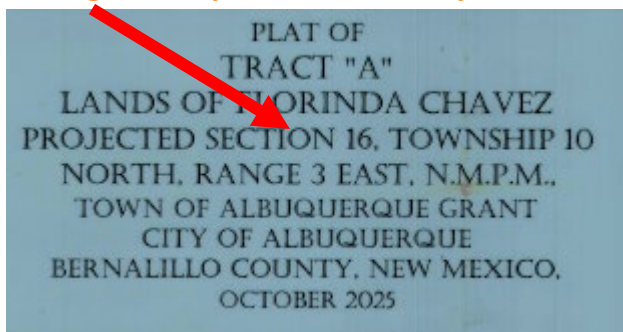 PLAT OF
TRACT "A"
LANDS OF FLORINDA CHAVEZ
PROJECTED SECTION 16, TOWNSHIP 10
NORTH, RANGE 3 EAST, N.M.P.M.,
TOWN OF ALBUQUERQUE GRANT
CITY OF ALBUQUERQUE
BERNALILLO COUNTY, NEW MEXICO,
OCTOBER 2025